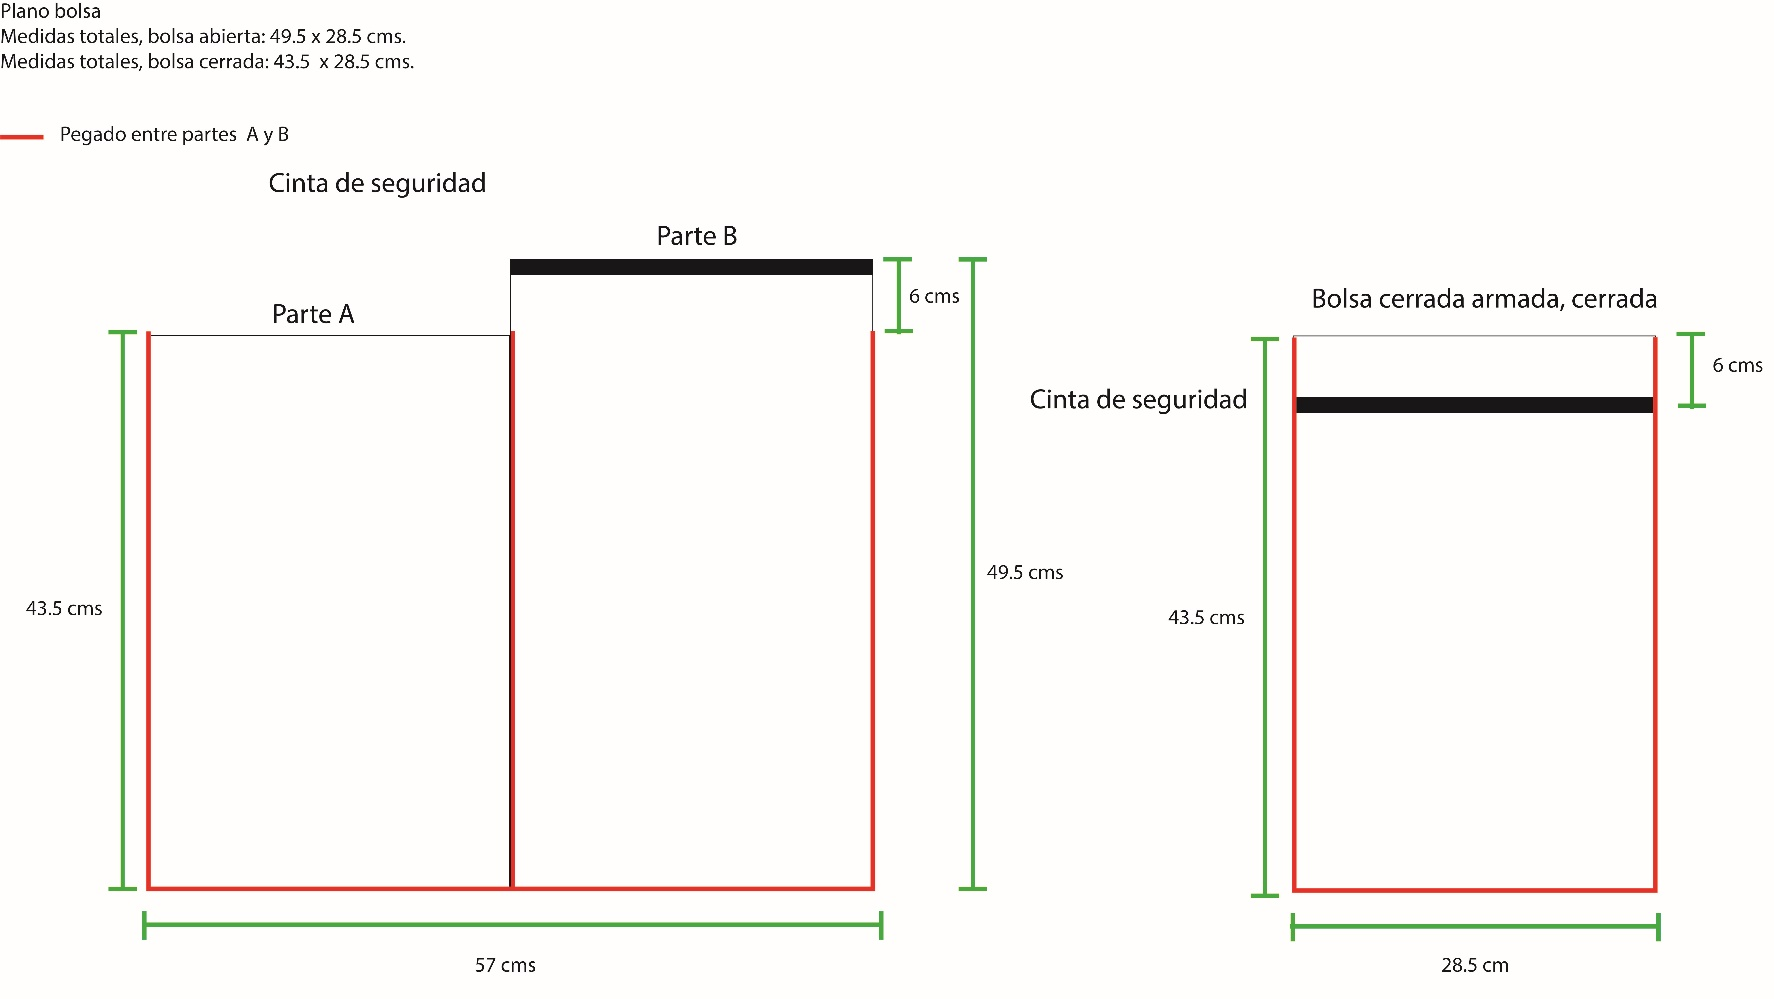 Plano bolsa
Medidas totales, bolsa abierta: 49.5 x 28.5 cms.
Medidas totales, bolsa cerrada: 43.5 x 28.5 cms.
Pegado entre partes A y B
Cinta de seguridad
Parte B
Parte A
6 cms
Bolsa cerrada armada, cerrada
6 cms
Cinta de seguridad
49.5 cms
43.5 cms
43.5 cms
57 cms
28.5 cm